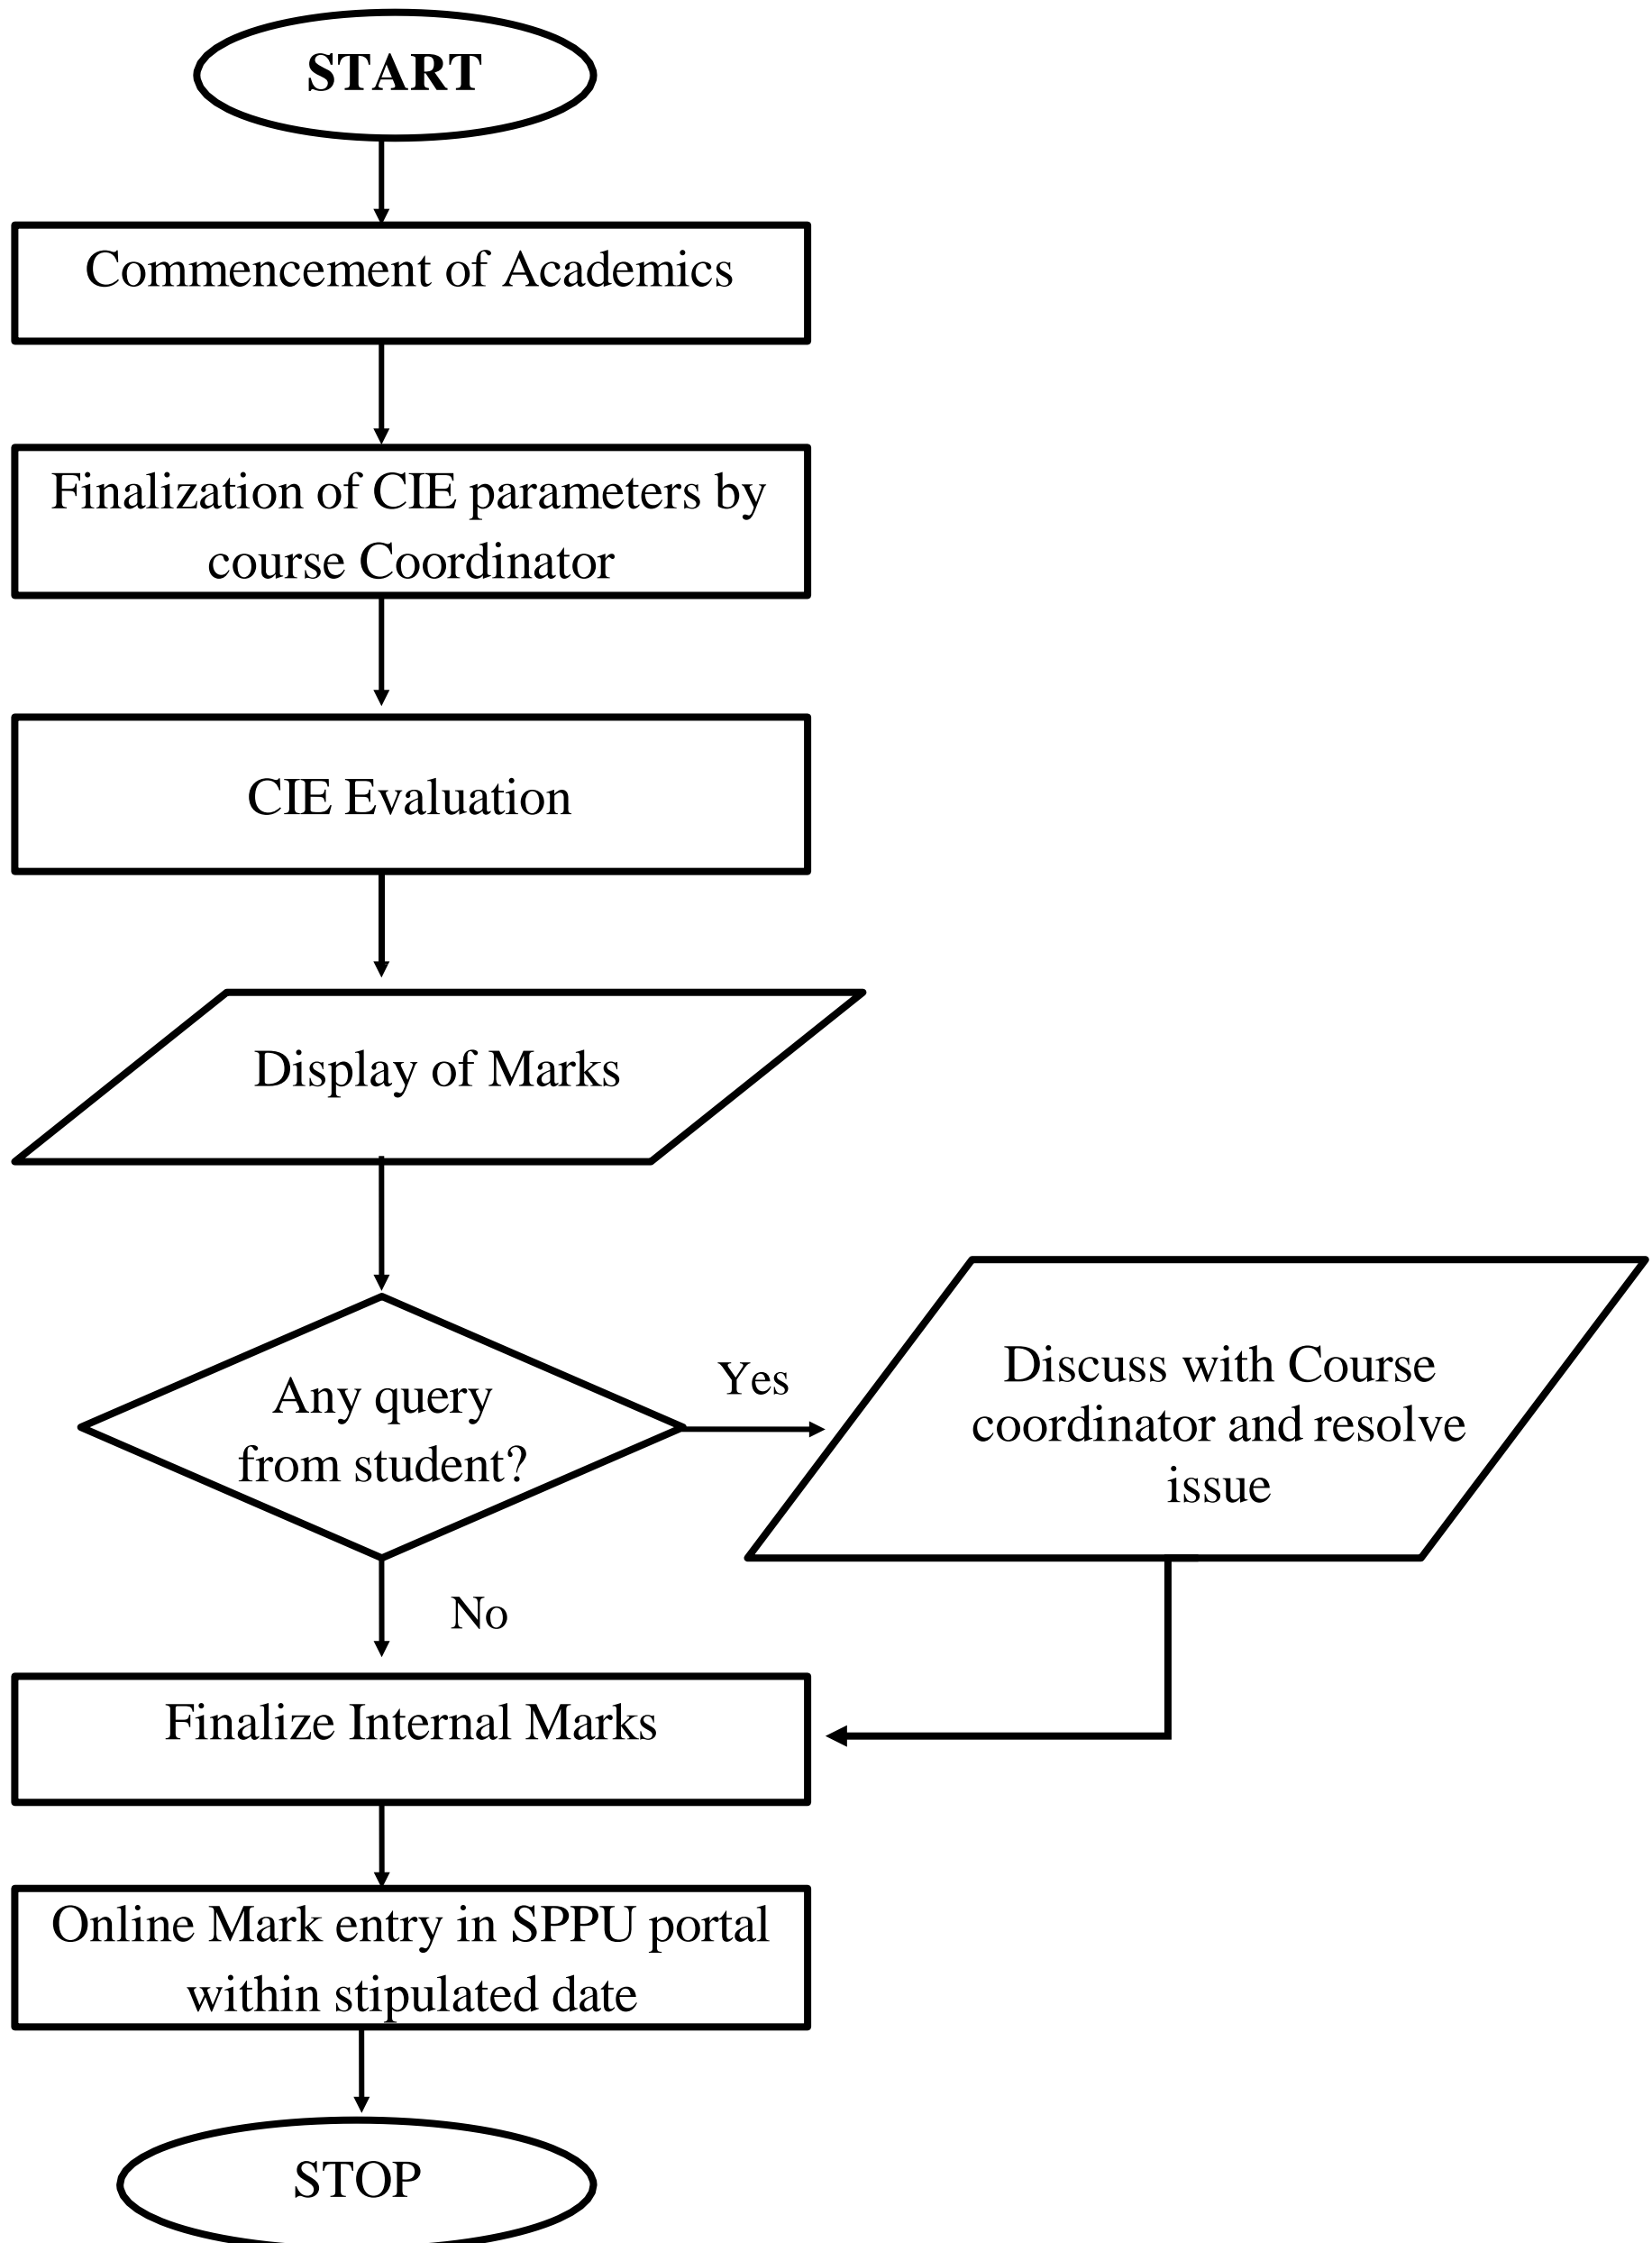 START
Commencement of Academics
Finalization of CIE parameters by
course Coordinator
CIE Evaluation
Display of Marks
Any query
from student?
Yes
Discuss with Course
coordinator and resolve
issue
No
Finalize Internal Marks
Online Mark entry in SPPU portal
within stipulated date
STOP